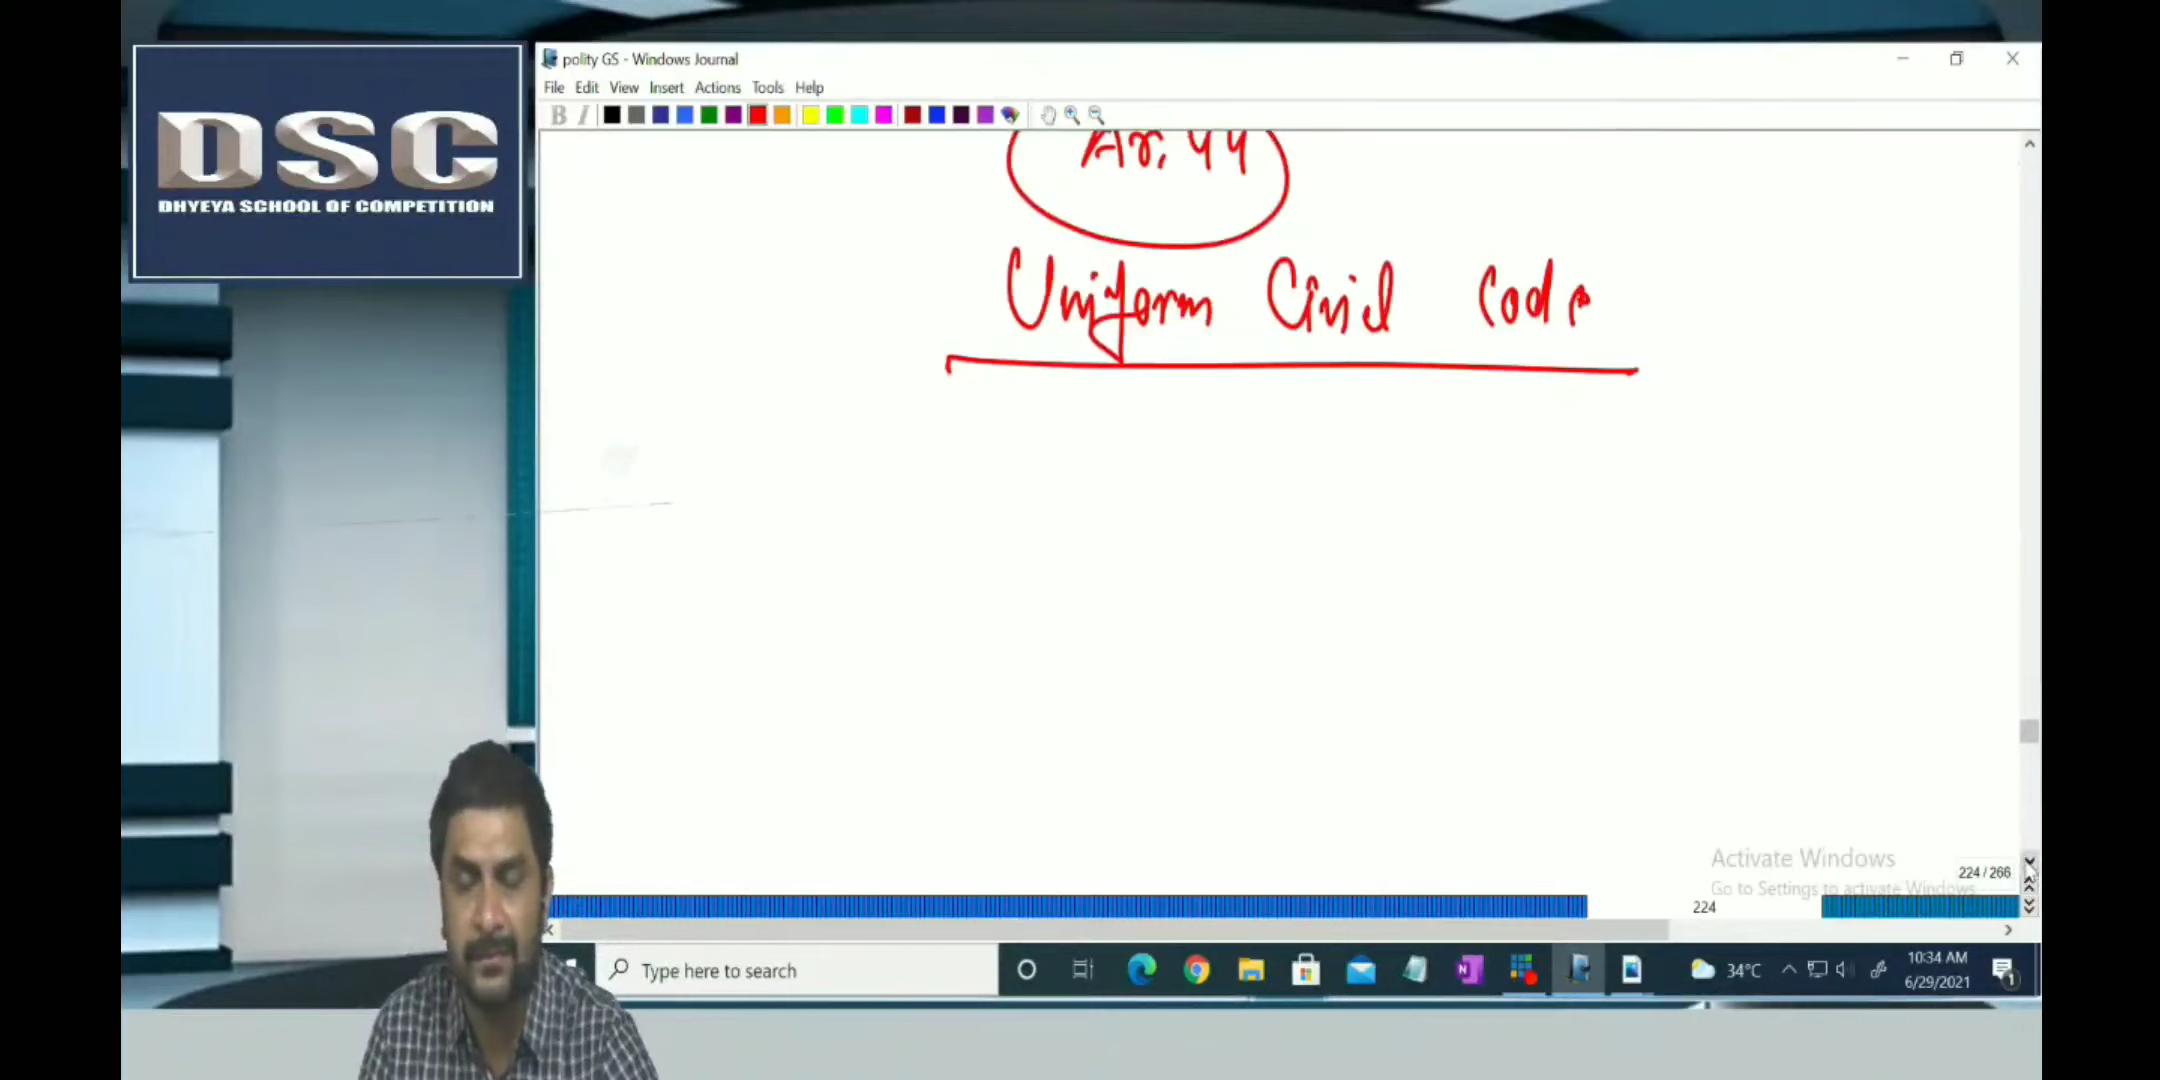 DSC
DHYEYA SCHOOL OF COMPETITION
polity GS - Windows Journal
File Edit View Insert Actions Tools Help
B I
Ar. 44
Uniform Civil Code
Activate Windows
224 / 266
Go to Settings to activate Windows.
224
Type here to search
34°C
10:34 AM
6/29/2021
1